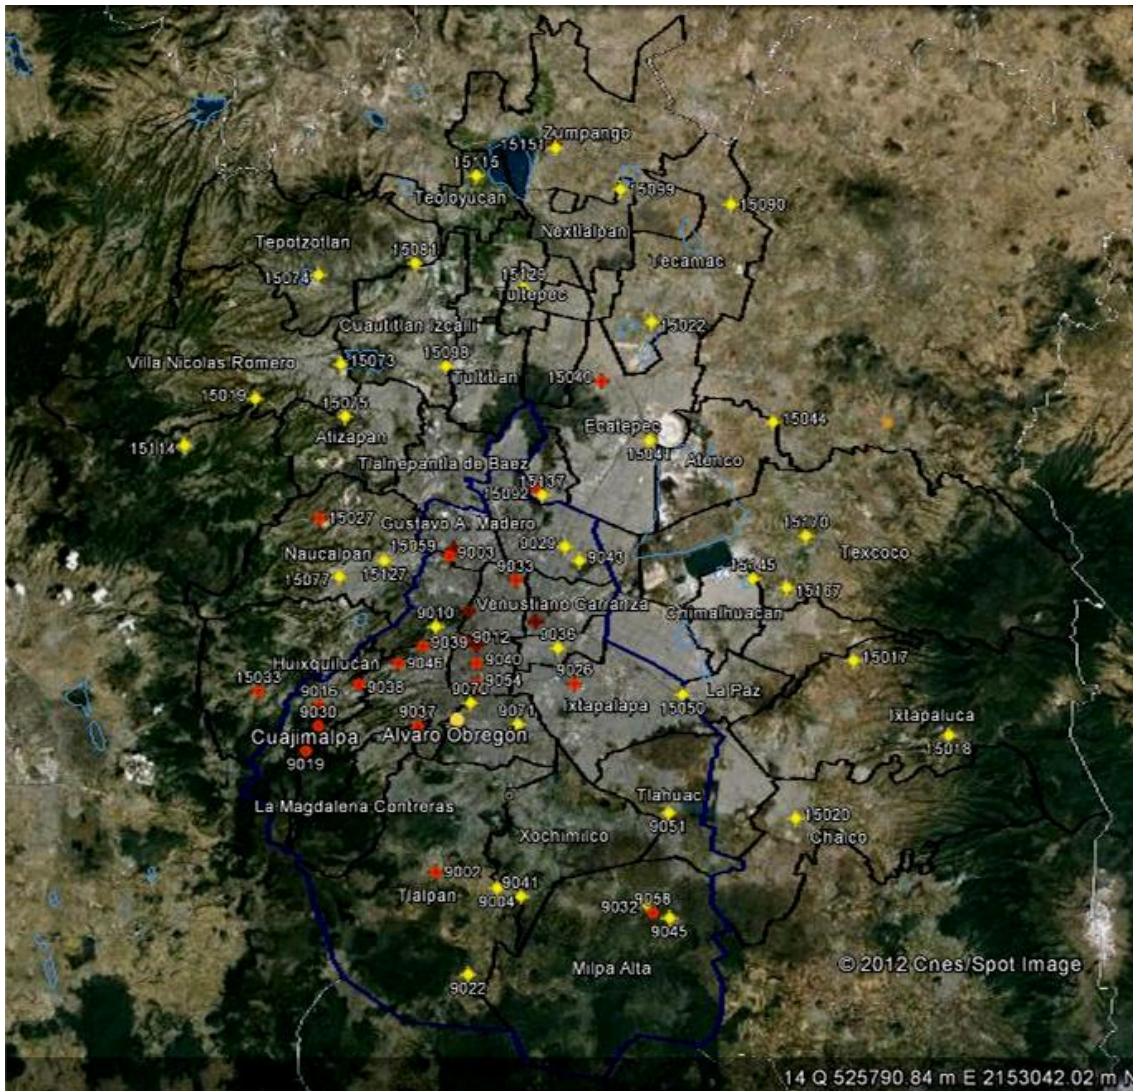 Zumpango
15151
15115
15099
15090
Teoloyucan
Nextlalpan
Tepotzotlan
15081
Tecamac
15074
15129
Tultepec
15022
Cuautitlan Izcalli
Villa Nicolas Romero
15073
15098
Tultitlan
15040
15019
15075
15044
Atizapan
Ecatepec
15114
15041
Atenco
Tlalnepantla de Baez
15137
15092
15027
Gustavo A. Madero
15170
Naucalpan
15059
9003
9029
9043
Texcoco
15077
15127
9033
15145
15167
Venustiano Carranza
Chimalhuacan
9010
9039
9012
9036
Huixquilucan
9046
9040
15017
15033
9016
9038
9054
9026
9070
Ixtapalapa
La Paz
15050
9030
9037
9071
Ixtapaluca
Cuajimalpa
Alvaro Obregon
15018
9019
La Magdalena Contreras
Tlahuac
15020
9051
Chalco
Xochimilco
9002
Tlalpan
9041
9004
9058
9032
9045
Milpa Alta
9022
© 2012 Cnes/Spot Image
14 Q 525790.84 m E 2153042.02 m N